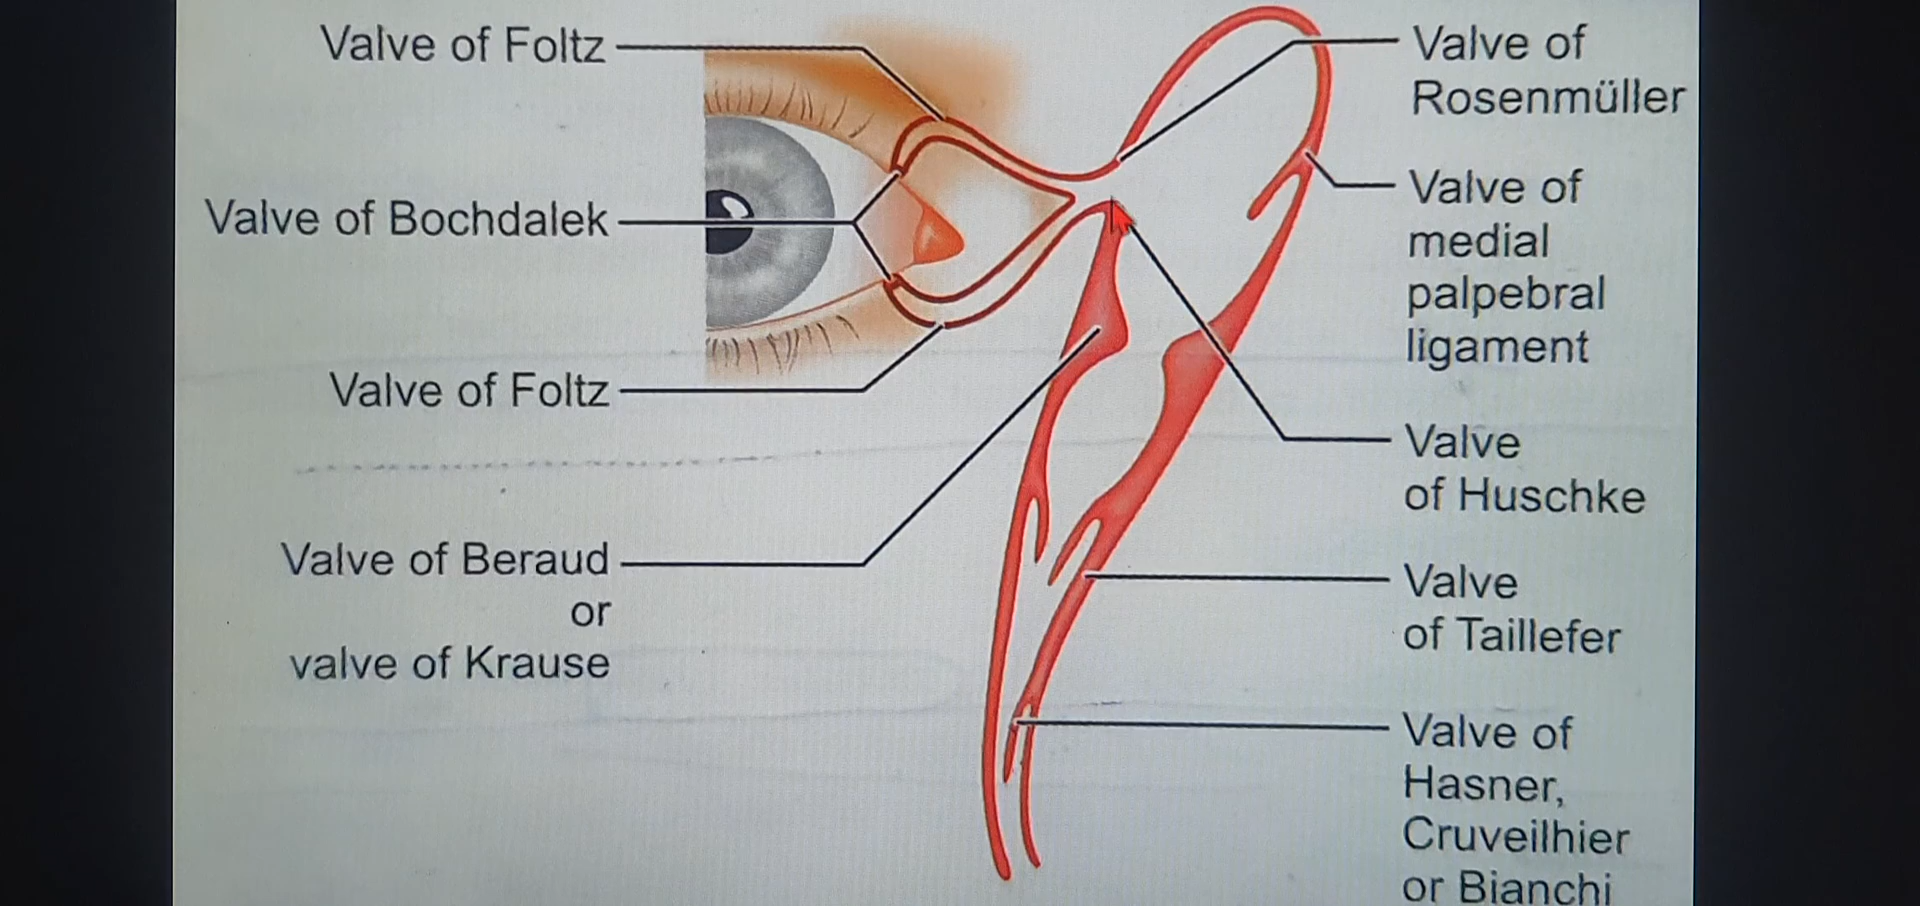 Valve of Foltz
Valve of Bochdalek
Valve of Foltz
Valve of Beraud
or
valve of Krause
Valve of
Rosenmüller
Valve of
medial
palpebral
ligament
Valve
of Huschke
Valve
of Taillefer
Valve of
Hasner,
Cruveilhier
or Bianchi